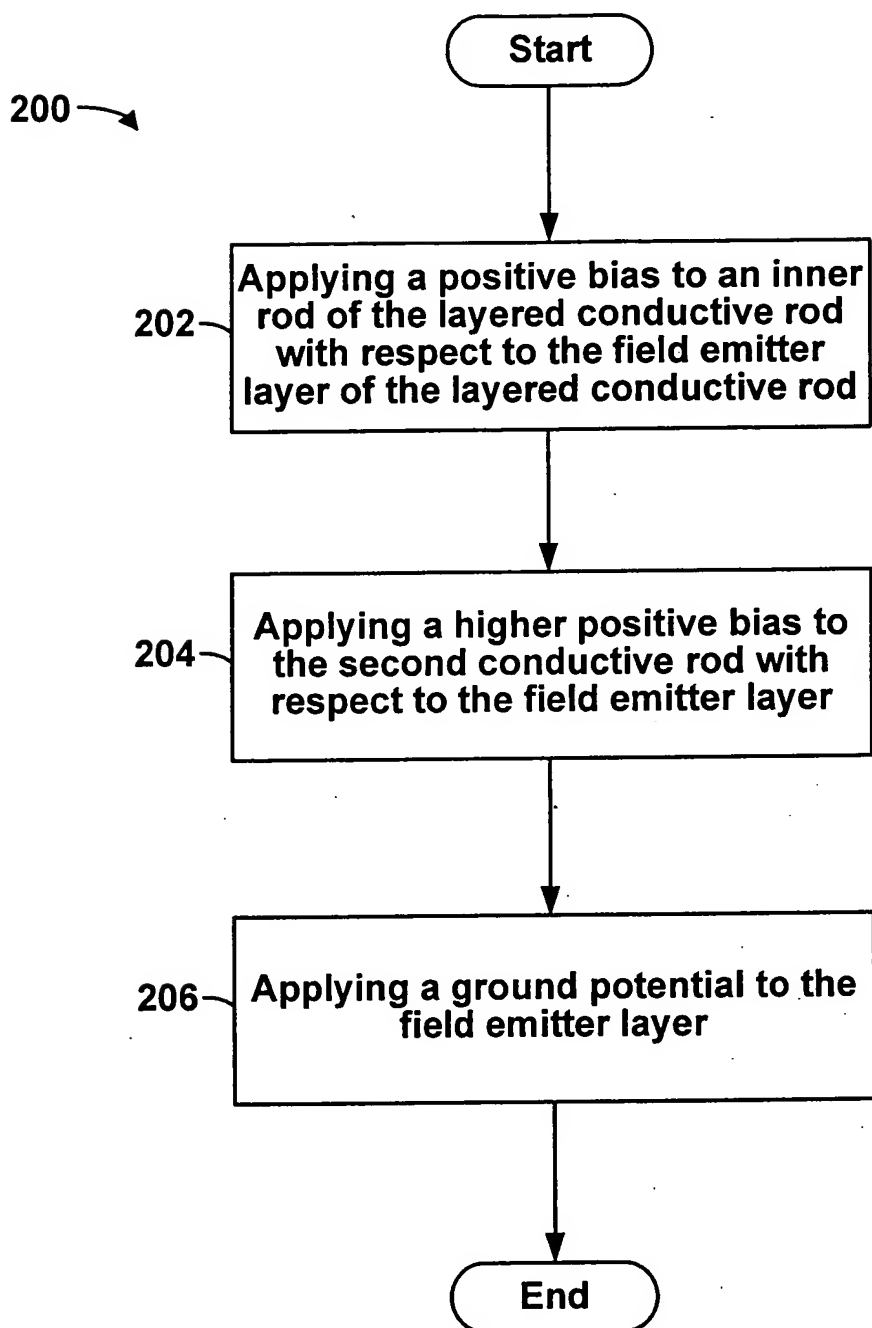 Start
200
202
Applying a positive bias to an inner
rod of the layered conductive rod
with respect to the field emitter
layer of the layered conductive rod
204
Applying a higher positive bias to
the second conductive rod with
respect to the field emitter layer
206
Applying a ground potential to the
field emitter layer
End